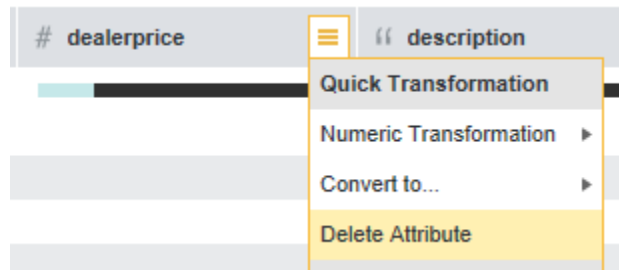 # dealerprice
“ description
Quick Transformation
Numeric Transformation
Convert to...
Delete Attribute